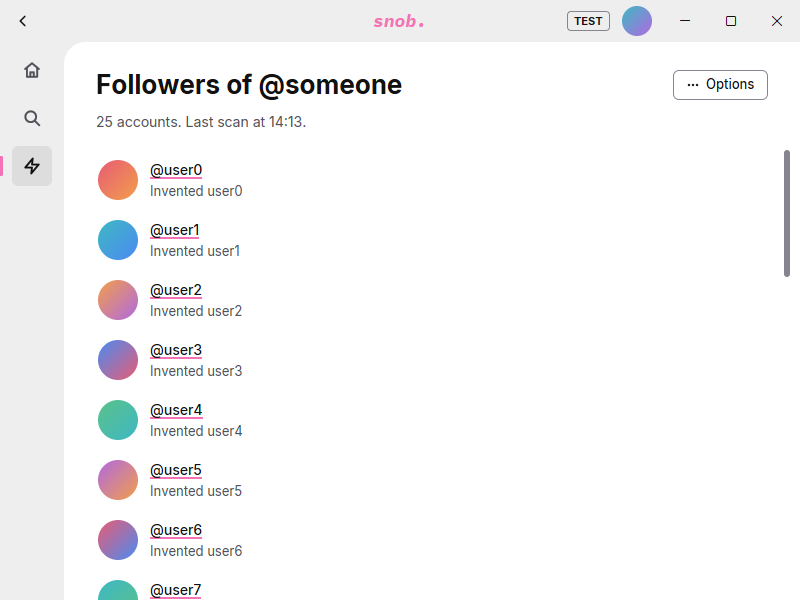 snob.
TEST
Followers of @someone
Options
25 accounts. Last scan at 14:13.
@user0
Invented user0
@user1
Invented user1
@user2
Invented user2
@user3
Invented user3
@user4
Invented user4
@user5
Invented user5
@user6
Invented user6
@user7